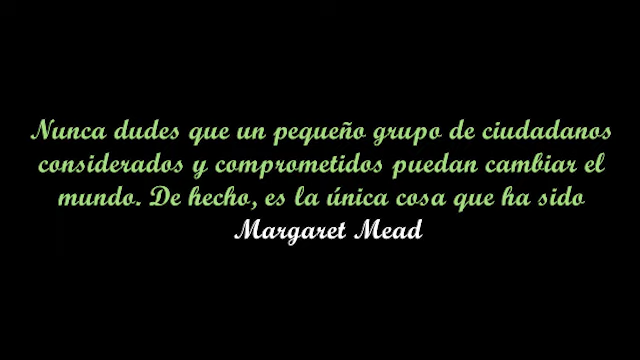 Nunca dudes que un pequeño grupo de ciudadanos
considerados y comprometidos puedan cambiar el
mundo. De hecho, es la única cosa que ha sido
Margaret Mead